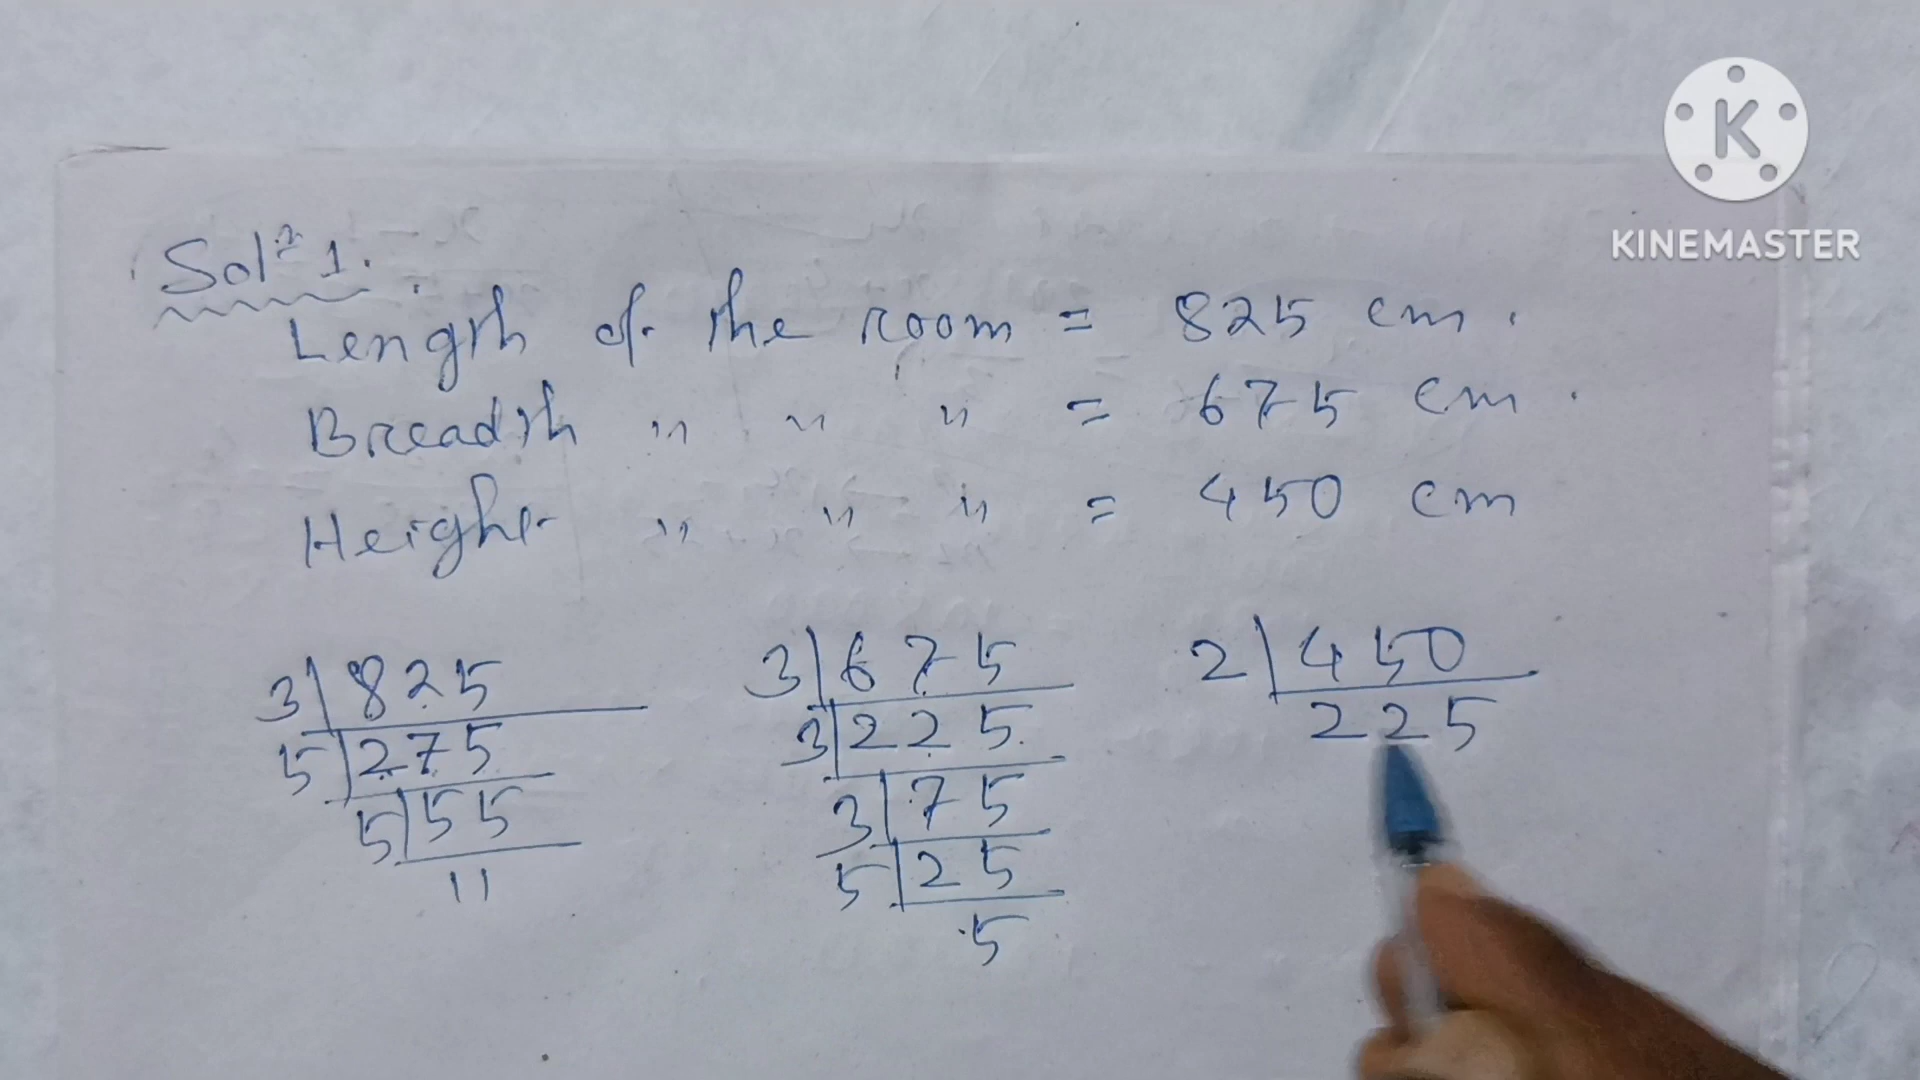 K
KINEMASTER
Solⁿ 1.
Length of the room = 825 cm.
Breadth " " " = 675 cm.
Height " " " = 450 cm
3 825
5 275
5 55
11
3 675
3 225
3 75
5 25
5
2 450
225